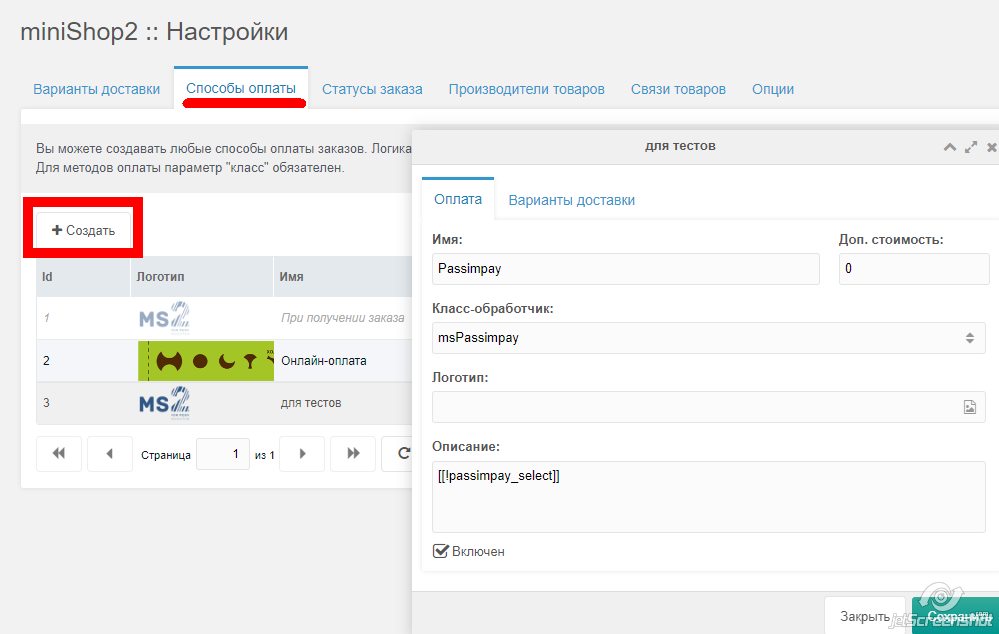 miniShop2 :: Настройки
Варианты доставки Способы оплаты Статусы заказа Производители товаров Связи товаров Опции
Вы можете создавать любые способы оплаты заказов. Логика
Для методов оплаты параметр "класс" обязателен.
Создать
Id Логотип Имя
1 MS2 При получении заказа
2 Онлайн-оплата
3 MS2 для тестов
Страница 1 из 1
для тестов
Оплата Варианты доставки
Имя: Доп. стоимость:
Passimpay 0
Класс-обработчик:
msPassimpay
Логотип:
Описание:
[[!passimpay_select]]
Включен
Закрыть Сохранить
jetScreenshot